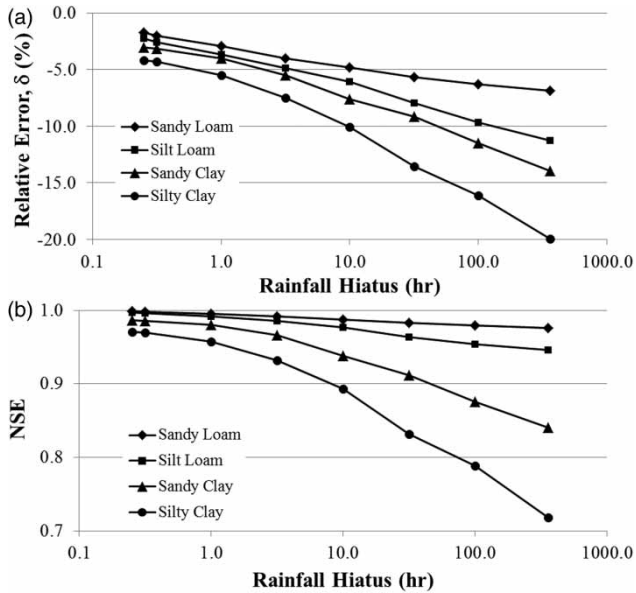 (a)
Relative Error, δ (%)
0.0
-5.0
-10.0
-15.0
-20.0
Sandy Loam
Silt Loam
Sandy Clay
Silty Clay
0.1
1.0
10.0
100.0
1000.0
Rainfall Hiatus (hr)
(b)
NSE
1.0
0.9
0.8
0.7
Sandy Loam
Silt Loam
Sandy Clay
Silty Clay
0.1
1.0
10.0
100.0
1000.0
Rainfall Hiatus (hr)